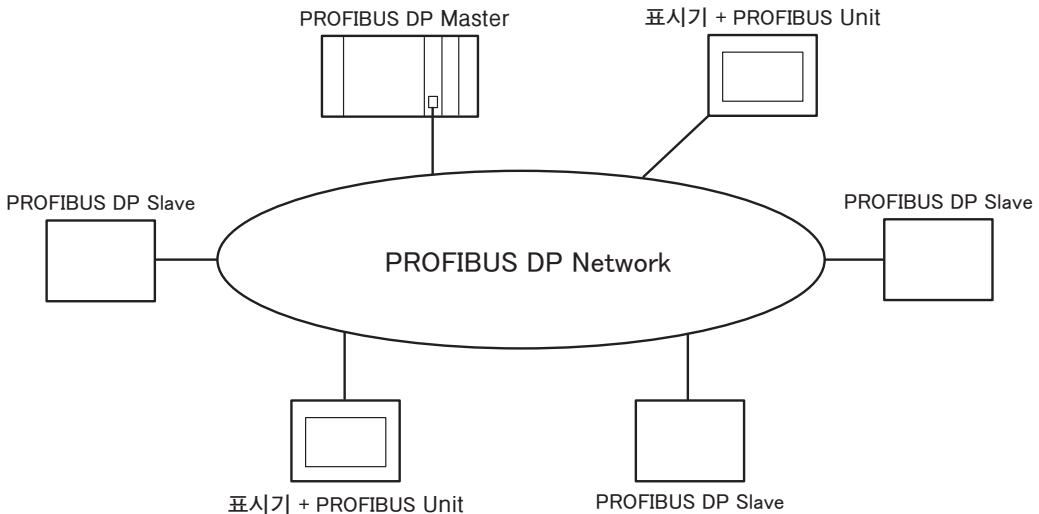 PROFIBUS DP Master
표시기 + PROFIBUS Unit
PROFIBUS DP Slave
PROFIBUS DP Slave
PROFIBUS DP Network
표시기 + PROFIBUS Unit
PROFIBUS DP Slave